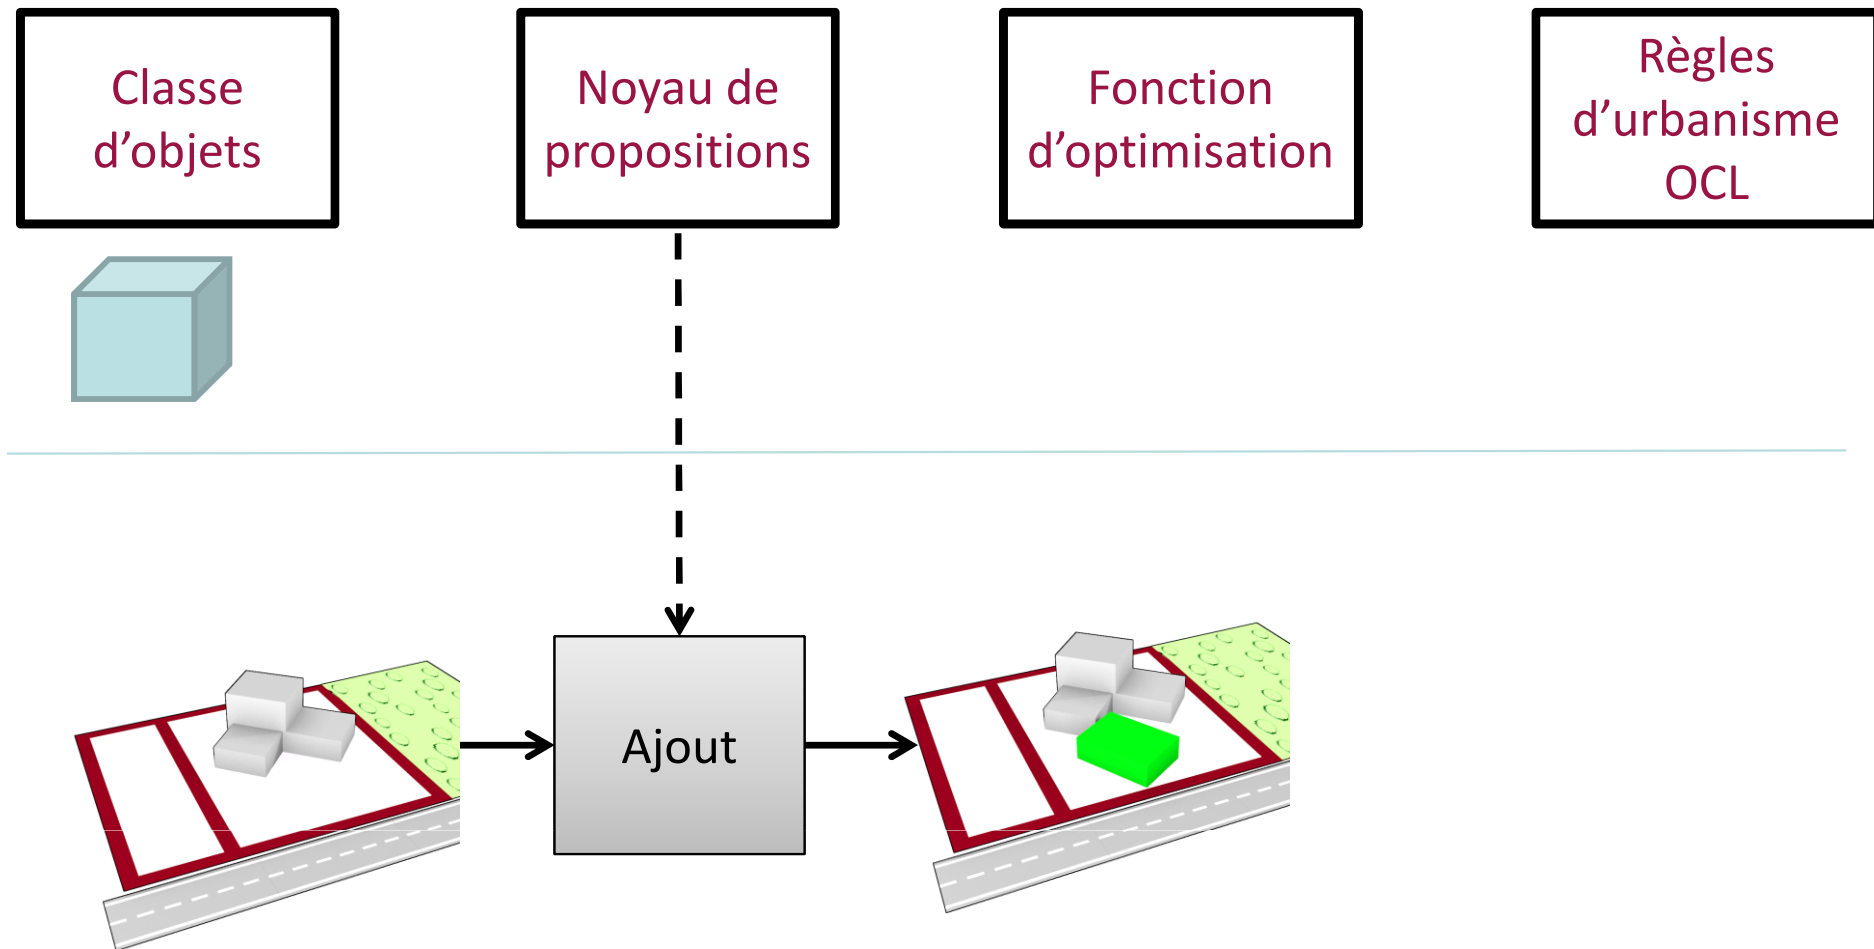 Classe
d’objets
Noyau de
propositions
Fonction
d’optimisation
Règles
d’urbanisme
OCL
Ajout